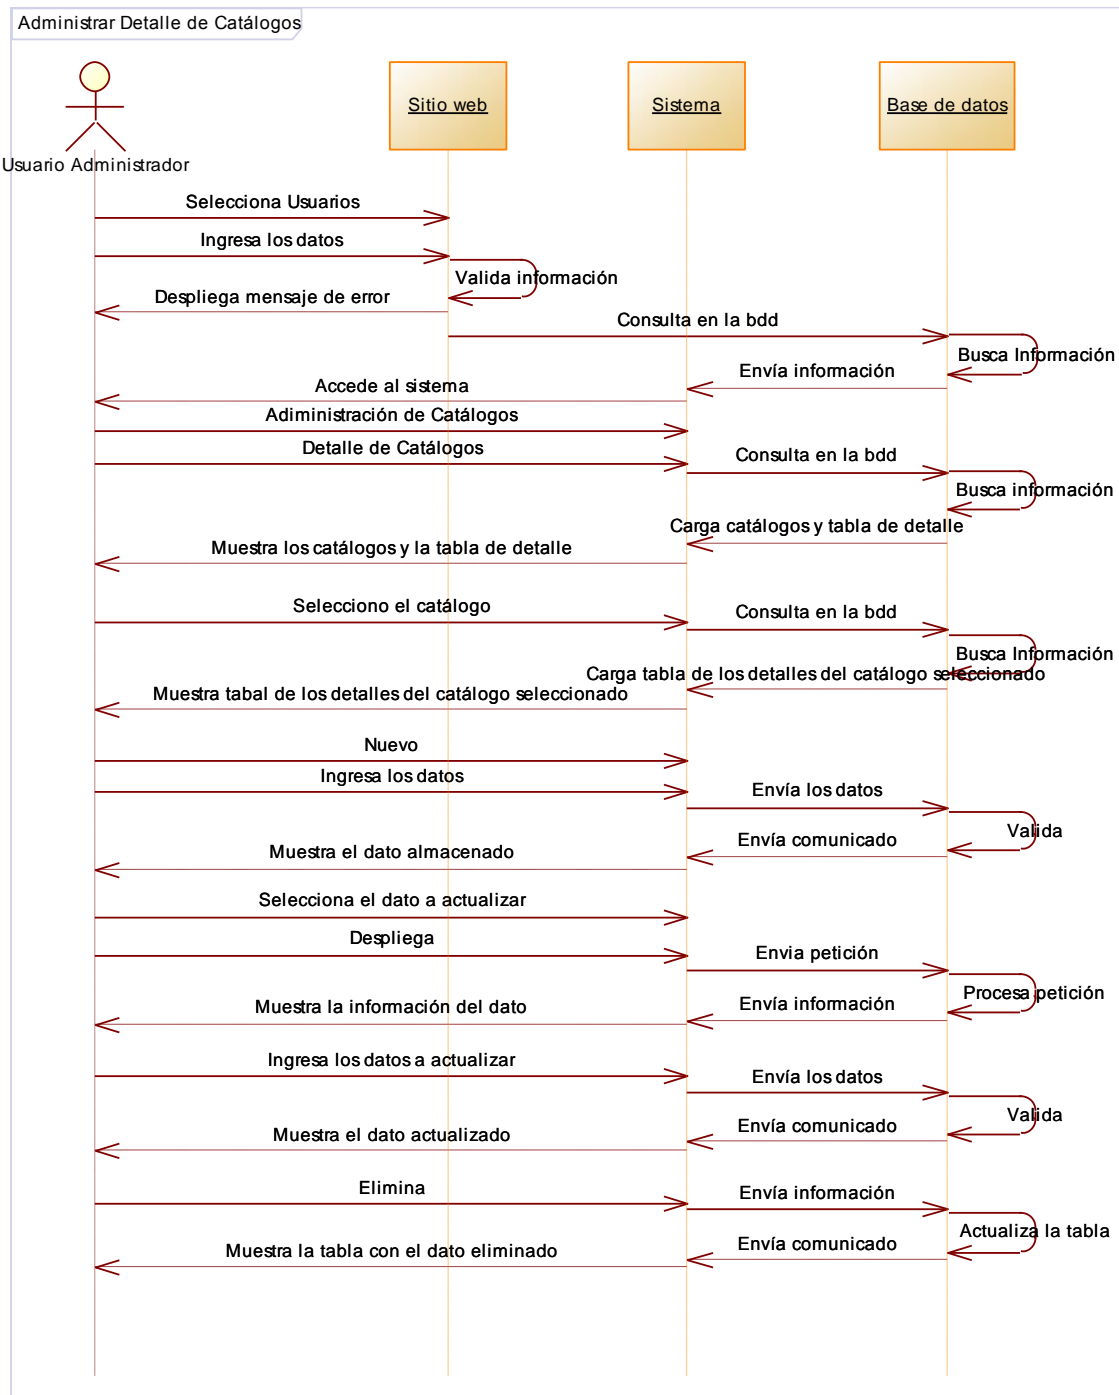 Administrar Detalle de Catálogos
Sitio web
Sistema
Base de datos
Usuario Administrador
Selecciona Usuarios
Ingresa los datos
Valida información
Despliega mensaje de error
Consulta en la bdd
Busca Información
Envía información
Accede al sistema
Adiministración de Catálogos
Detalle de Catálogos
Consulta en la bdd
Busca información
Carga catálogos y tabla de detalle
Muestra los catálogos y la tabla de detalle
Selecciono el catálogo
Consulta en la bdd
Busca Información
Carga tabla de los detalles del catálogo seleccionado
Muestra tabal de los detalles del catálogo seleccionado
Nuevo
Ingresa los datos
Envía los datos
Valida
Envía comunicado
Muestra el dato almacenado
Selecciona el dato a actualizar
Despliega
Envia petición
Procesa petición
Envía información
Muestra la información del dato
Ingresa los datos a actualizar
Envía los datos
Valida
Envía comunicado
Muestra el dato actualizado
Elimina
Envía información
Actualiza la tabla
Envía comunicado
Muestra la tabla con el dato eliminado